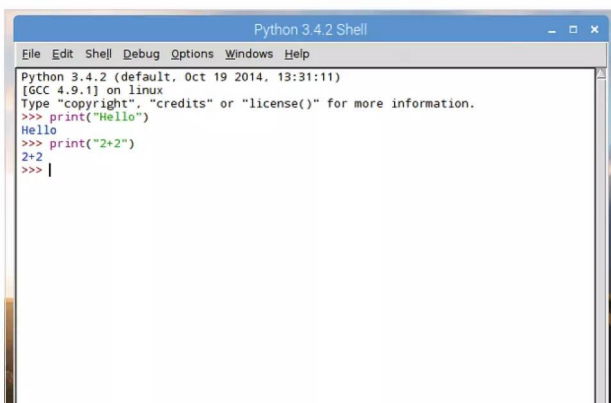 Python 3.4.2 Shell
File Edit Shell Debug Options Windows Help
Python 3.4.2 (default, Oct 19 2014, 13:31:11)
[GCC 4.9.1] on linux
Type "copyright", "credits" or "license()" for more information.
>>> print("Hello")
Hello
>>> print("2+2")
2+2
>>>